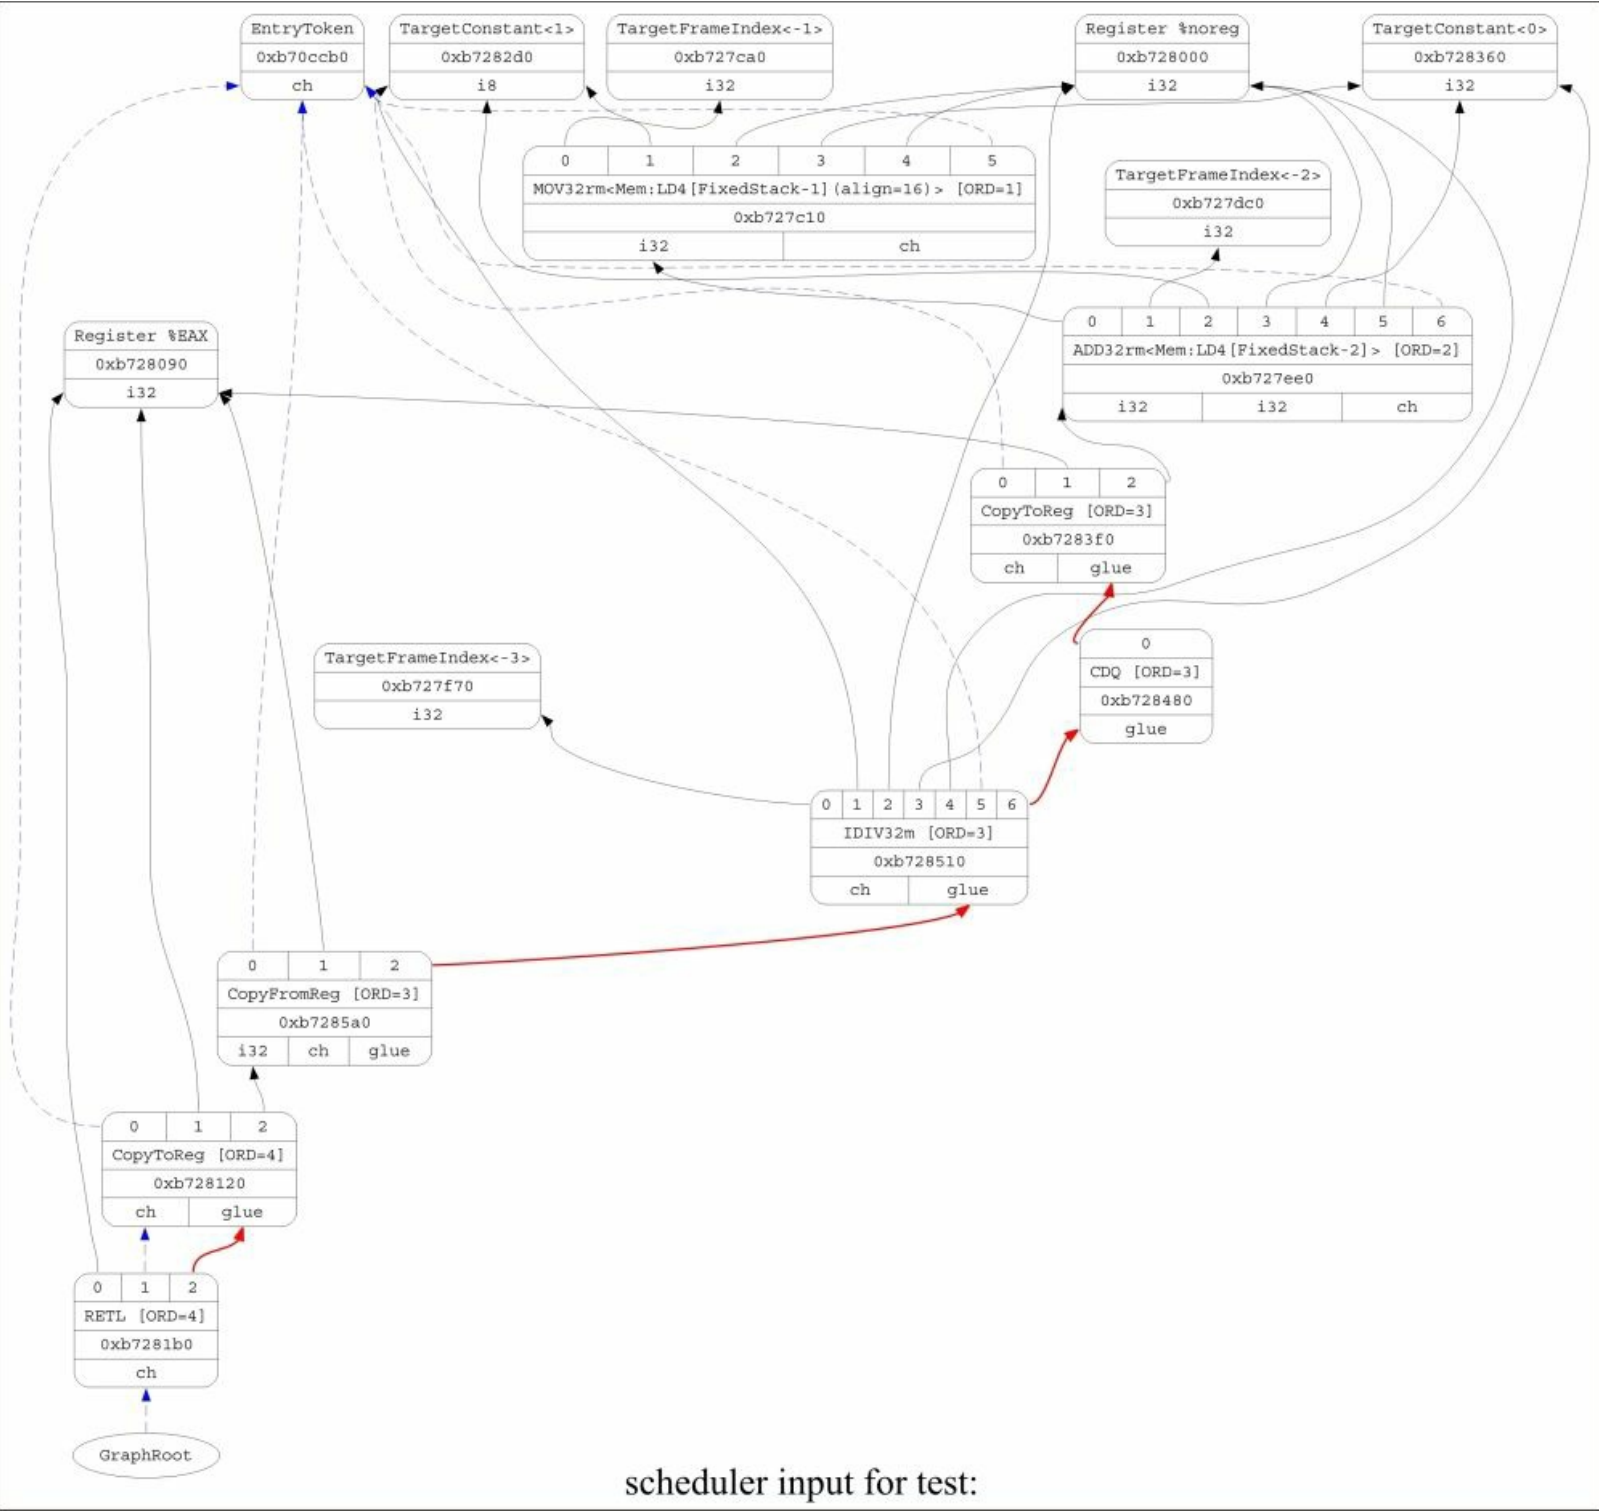 EntryToken
0xb70ccb0
ch
TargetConstant<1>
0xb7282d0
i8
TargetFrameIndex<-1>
0xb727ca0
i32
Register %noreg
0xb728000
i32
TargetConstant<0>
0xb728360
i32
0 1 2 3 4 5
MOV32rm<Mem:LD4[FixedStack-1](align=16)> [ORD=1]
0xb727c10
i32 ch
TargetFrameIndex<-2>
0xb727dc0
i32
0 1 2 3 4 5 6
ADD32rm<Mem:LD4[FixedStack-2]> [ORD=2]
0xb727ee0
i32 i32 ch
Register %EAX
0xb728090
i32
0 1 2
CopyToReg [ORD=3]
0xb7283f0
ch glue
0
CDQ [ORD=3]
0xb728480
glue
TargetFrameIndex<-3>
0xb727f70
i32
0 1 2 3 4 5 6
IDIV32m [ORD=3]
0xb728510
ch glue
0 1 2
CopyFromReg [ORD=3]
0xb7285a0
i32 ch glue
0 1 2
CopyToReg [ORD=4]
0xb728120
ch glue
0 1 2
RETL [ORD=4]
0xb7281b0
ch
GraphRoot
scheduler input for test: